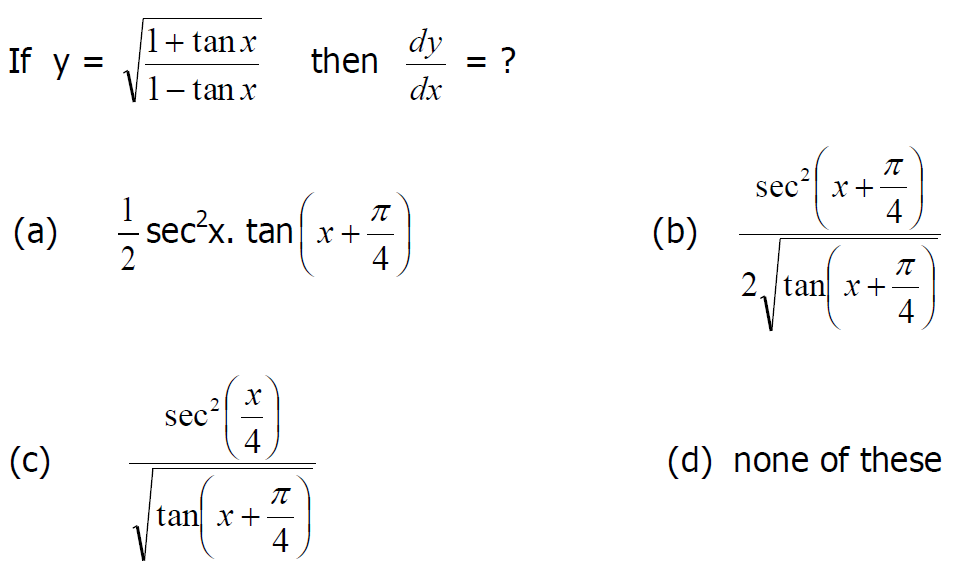 If y = √((1 + tan x)/(1 − tan x)) then dy/dx = ?
(a) 1/2 sec²x. tan(x + π/4) (b) sec²(x + π/4)/(2√(tan(x + π/4)))
(c) sec²(x/4)/√(tan(x + π/4)) (d) none of these